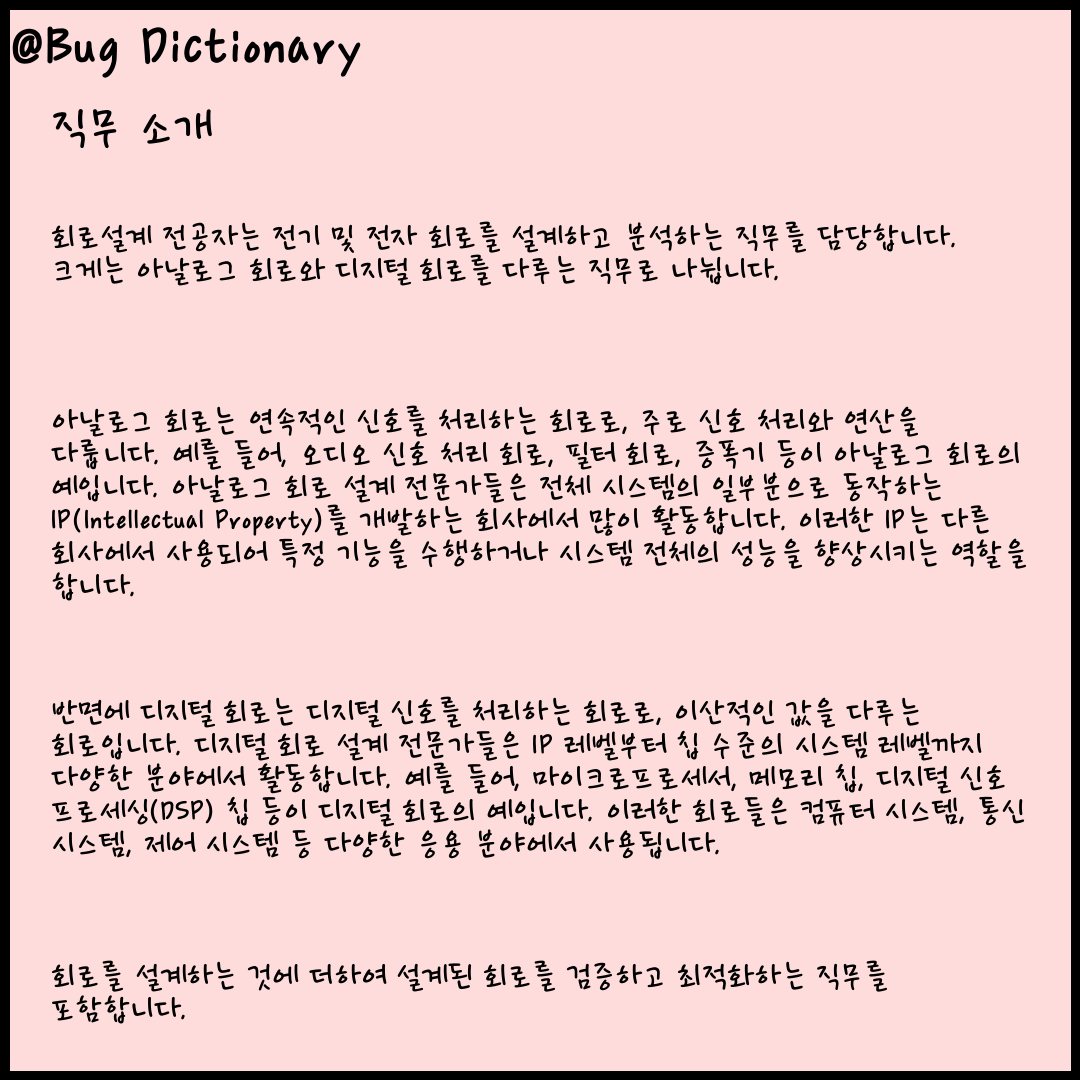 @Bug Dictionary
직무 소개
회로설계 전공자는 전기 및 전자 회로를 설계하고 분석하는 직무를 담당합니다.
크게는 아날로그 회로와 디지털 회로를 다루는 직무로 나뉩니다.
아날로그 회로는 연속적인 신호를 처리하는 회로로, 주로 신호 처리와 연산을
다룹니다. 예를 들어, 오디오 신호 처리 회로, 필터 회로, 증폭기 등이 아날로그 회로의
예입니다. 아날로그 회로 설계 전문가들은 전체 시스템의 일부분으로 동작하는
IP(Intellectual Property)를 개발하는 회사에서 많이 활동합니다. 이러한 IP는 다른
회사에서 사용되어 특정 기능을 수행하거나 시스템 전체의 성능을 향상시키는 역할을
합니다.
반면에 디지털 회로는 디지털 신호를 처리하는 회로로, 이산적인 값을 다루는
회로입니다. 디지털 회로 설계 전문가들은 IP 레벨부터 칩 수준의 시스템 레벨까지
다양한 분야에서 활동합니다. 예를 들어, 마이크로프로세서, 메모리 칩, 디지털 신호
프로세싱(DSP) 칩 등이 디지털 회로의 예입니다. 이러한 회로들은 컴퓨터 시스템, 통신
시스템, 제어 시스템 등 다양한 응용 분야에서 사용됩니다.
회로를 설계하는 것에 더하여 설계된 회로를 검증하고 최적화하는 직무를
포함합니다.